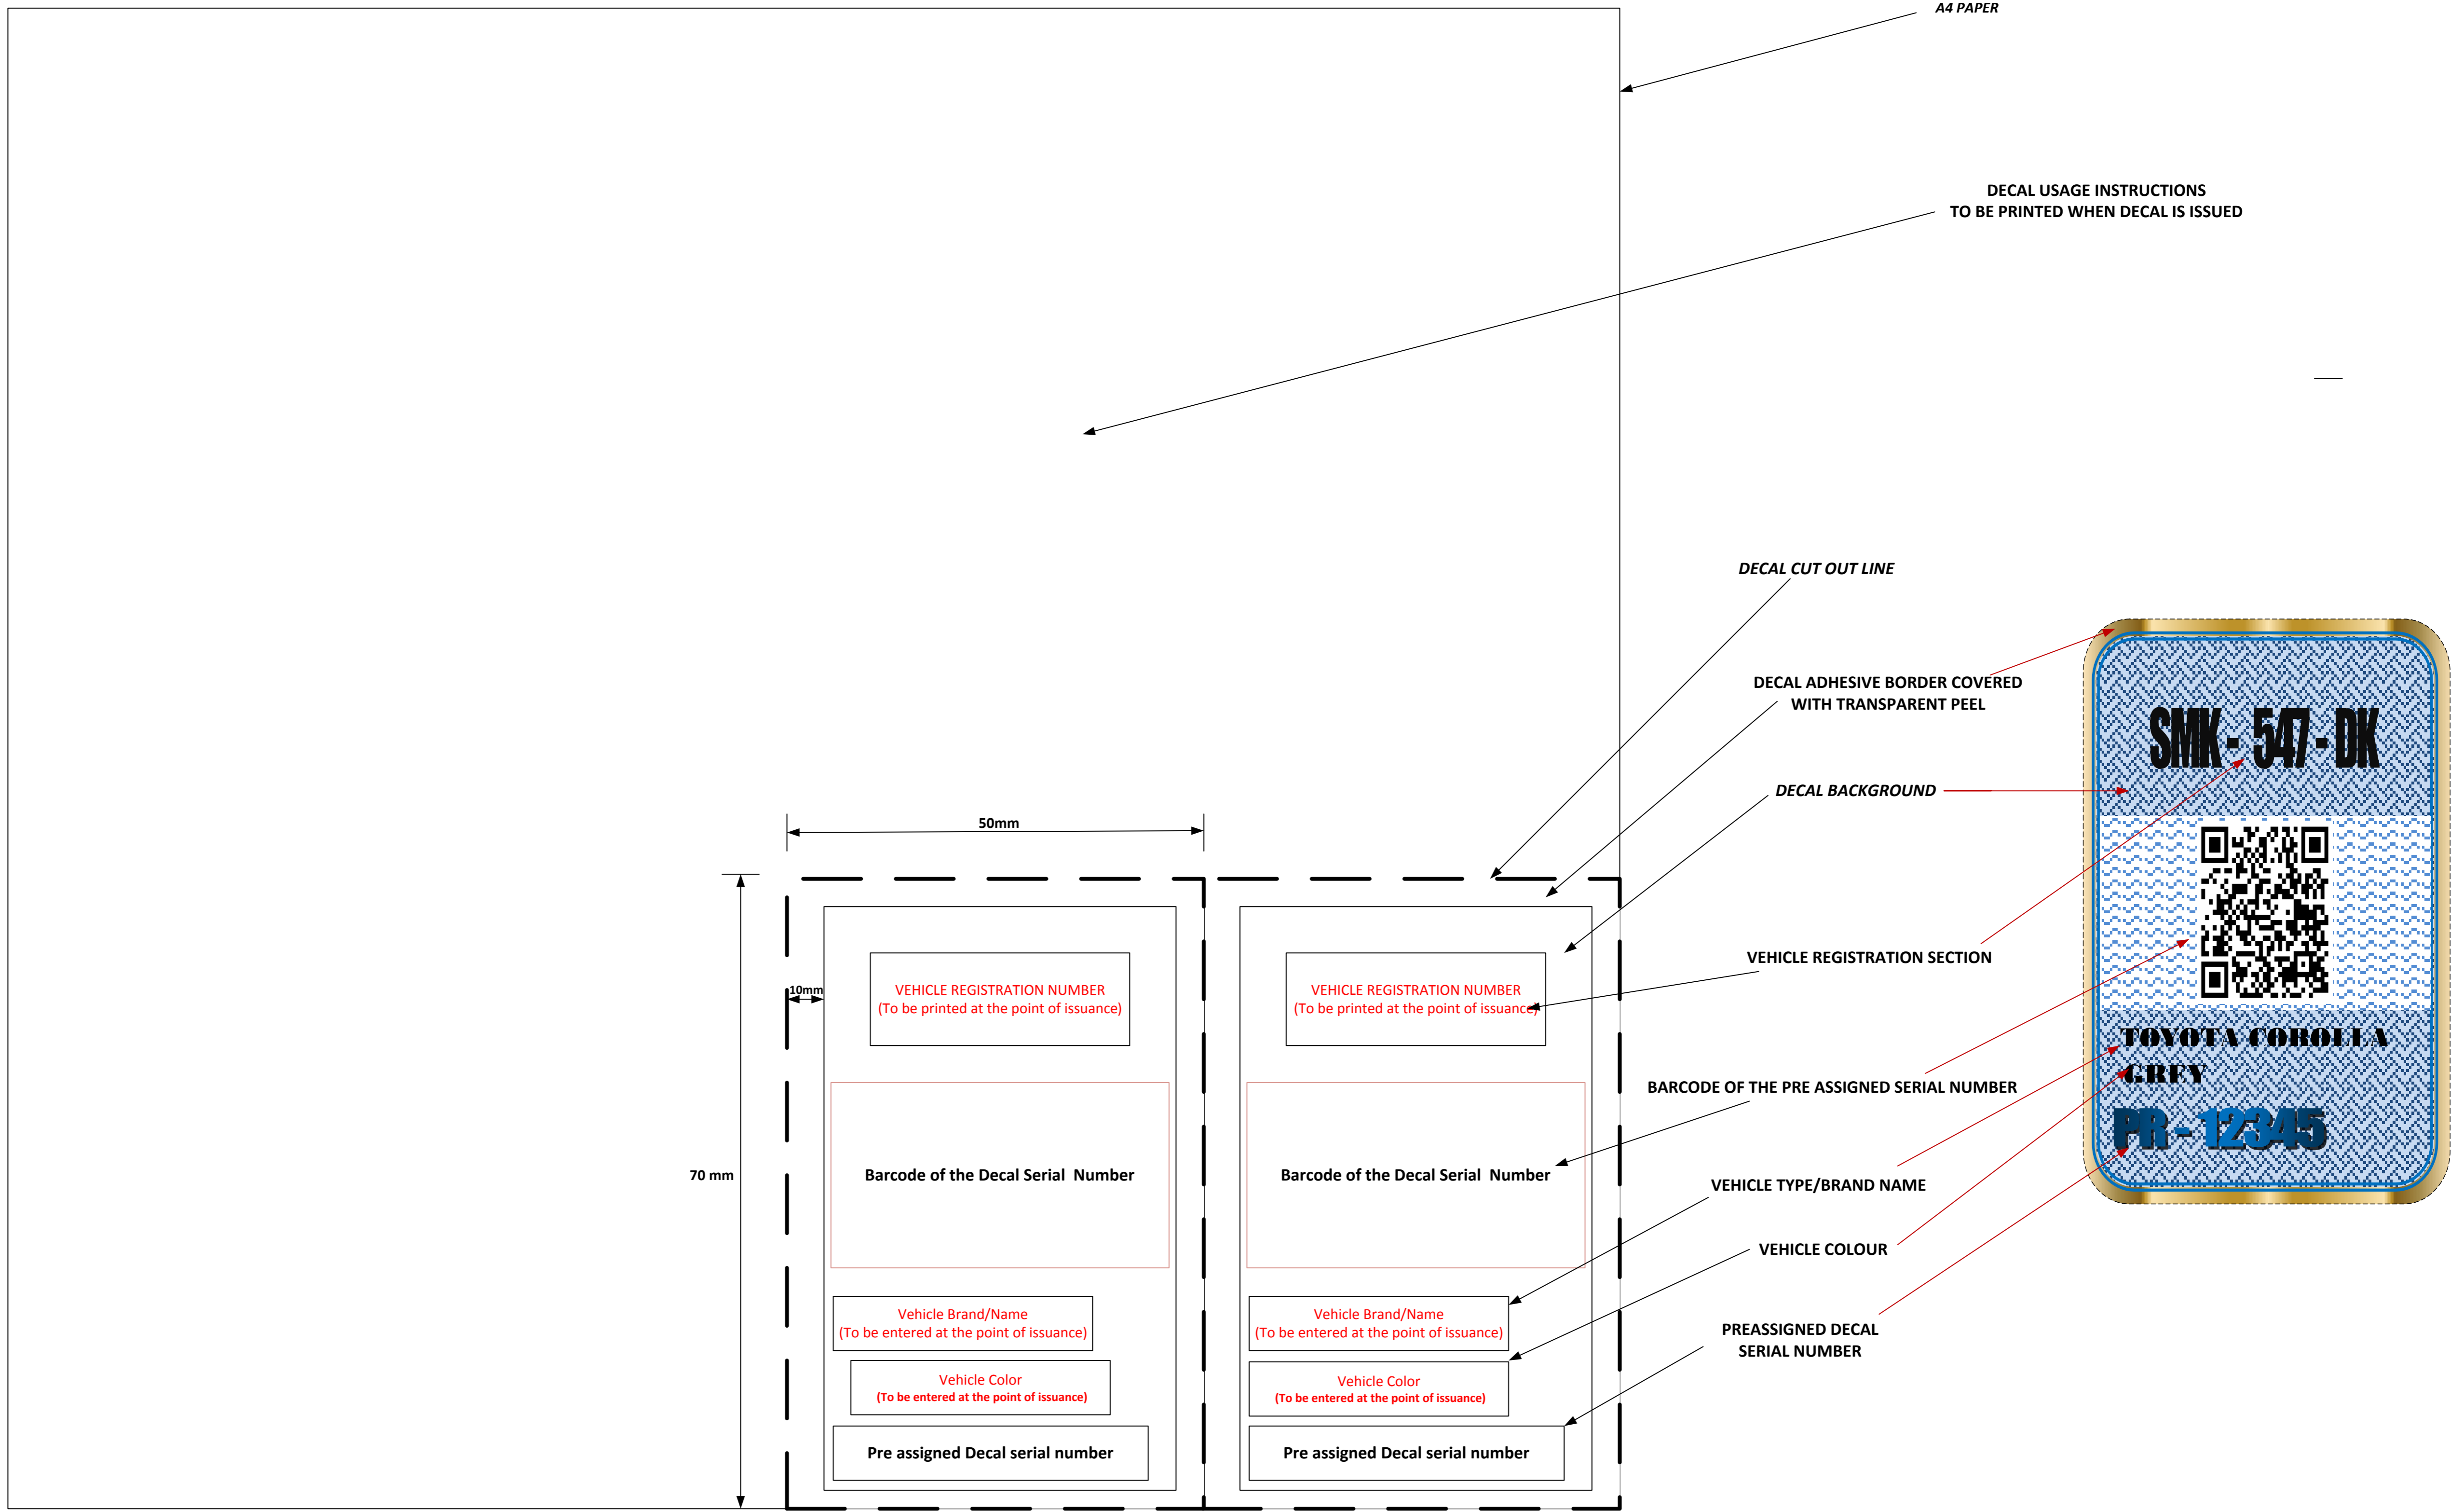 A4 PAPER
DECAL USAGE INSTRUCTIONS
TO BE PRINTED WHEN DECAL IS ISSUED
DECAL CUT OUT LINE
DECAL ADHESIVE BORDER COVERED
WITH TRANSPARENT PEEL
DECAL BACKGROUND
VEHICLE REGISTRATION SECTION
BARCODE OF THE PRE ASSIGNED SERIAL NUMBER
VEHICLE TYPE/BRAND NAME
VEHICLE COLOUR
PREASSIGNED DECAL
SERIAL NUMBER
50mm
70 mm
10mm
VEHICLE REGISTRATION NUMBER
(To be printed at the point of issuance)
Barcode of the Decal Serial Number
Vehicle Brand/Name
(To be entered at the point of issuance)
Vehicle Color
(To be entered at the point of issuance)
Pre assigned Decal serial number
VEHICLE REGISTRATION NUMBER
(To be printed at the point of issuance)
Barcode of the Decal Serial Number
Vehicle Brand/Name
(To be entered at the point of issuance)
Vehicle Color
(To be entered at the point of issuance)
Pre assigned Decal serial number
SMK - 547 - DK
TOYOTA COROLLA
GREY
PR - 12345